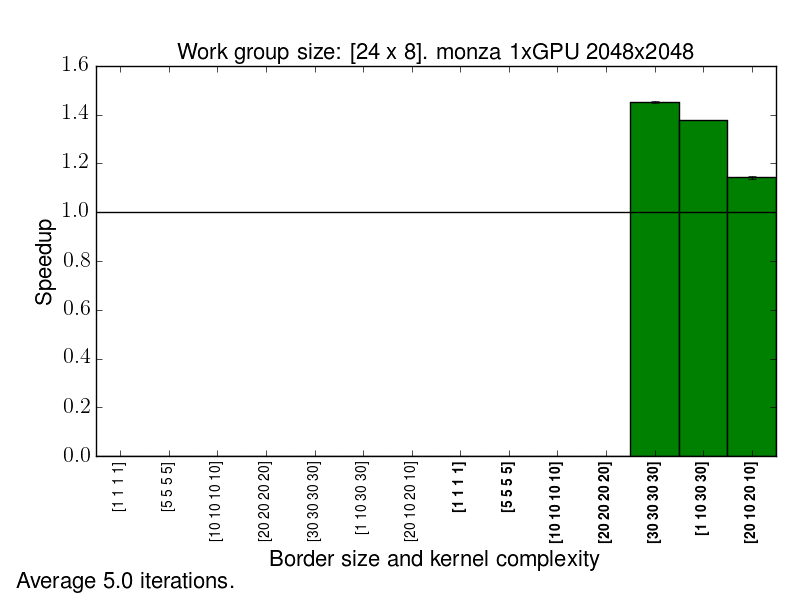 Work group size: [24 x 8]. monza 1xGPU 2048x2048
1.6
1.4
1.2
1.0
0.8
0.6
0.4
0.2
0.0
Speedup
[1 1 1 1]
[5 5 5 5]
[10 10 10 10]
[20 20 20 20]
[30 30 30 30]
[1 10 30 30]
[20 10 20 10]
[1 1 1 1]
[5 5 5 5]
[10 10 10 10]
[20 20 20 20]
[30 30 30 30]
[1 10 30 30]
[20 10 20 10]
Border size and kernel complexity
Average 5.0 iterations.